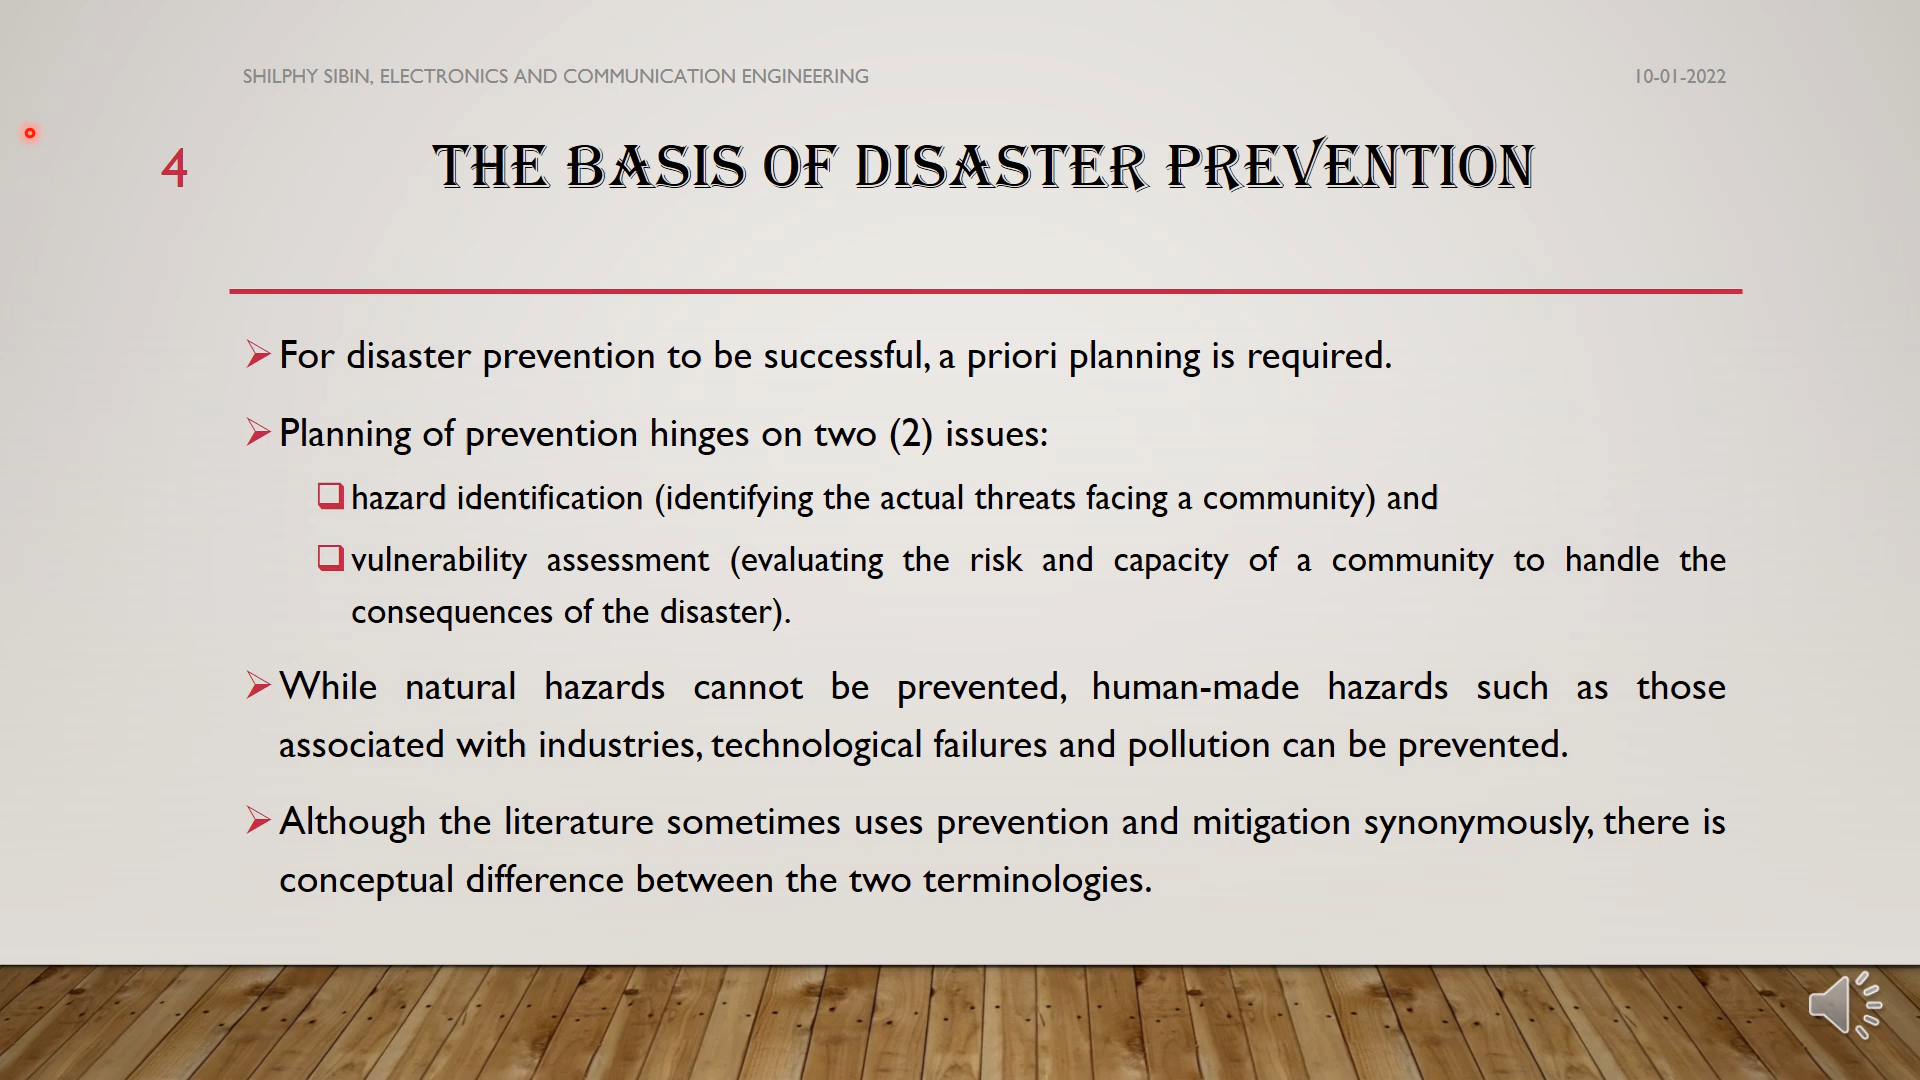 SHILPHY SIBIN, ELECTRONICS AND COMMUNICATION ENGINEERING
10-01-2022
4
THE BASIS OF DISASTER PREVENTION
For disaster prevention to be successful, a priori planning is required.
Planning of prevention hinges on two (2) issues:
hazard identification (identifying the actual threats facing a community) and
vulnerability assessment (evaluating the risk and capacity of a community to handle the
consequences of the disaster).
While natural hazards cannot be prevented, human-made hazards such as those
associated with industries, technological failures and pollution can be prevented.
Although the literature sometimes uses prevention and mitigation synonymously, there is
conceptual difference between the two terminologies.